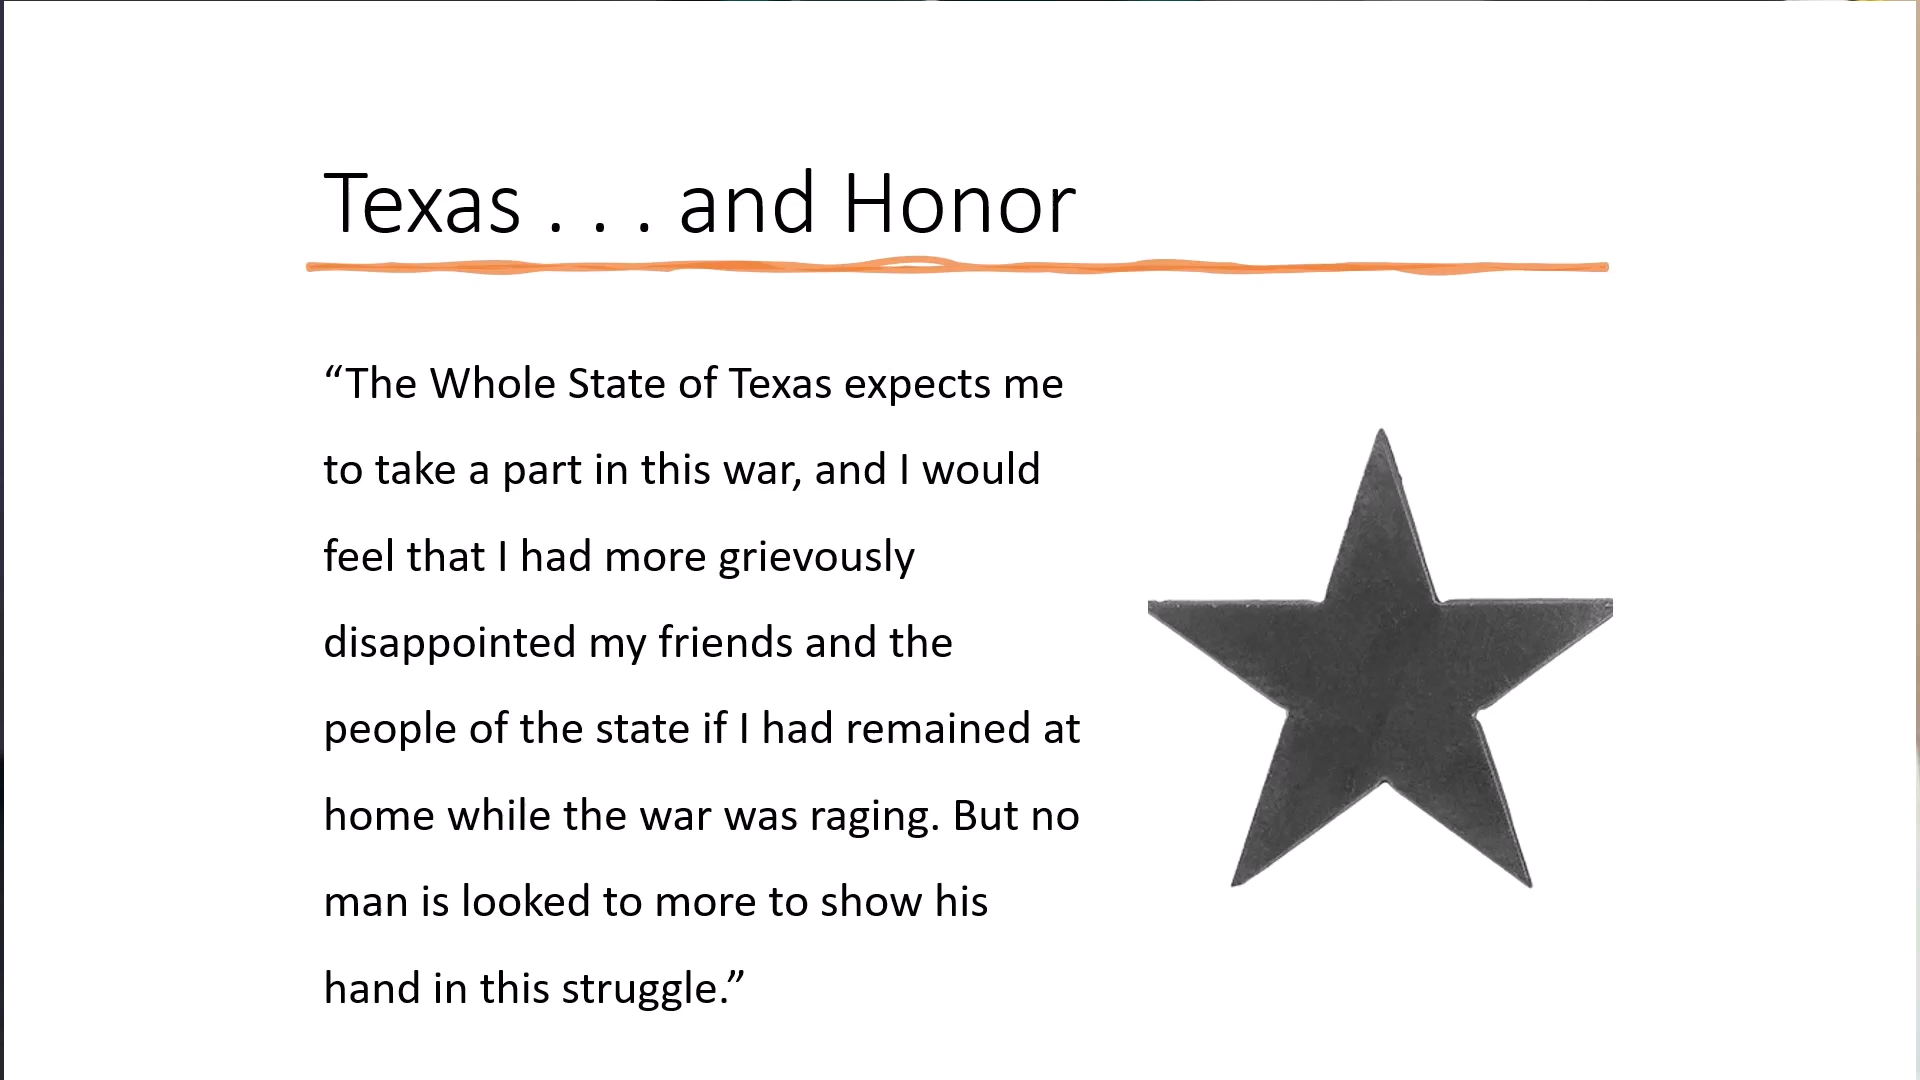 Texas . . . and Honor
“The Whole State of Texas expects me
to take a part in this war, and I would
feel that I had more grievously
disappointed my friends and the
people of the state if I had remained at
home while the war was raging. But no
man is looked to more to show his
hand in this struggle.”